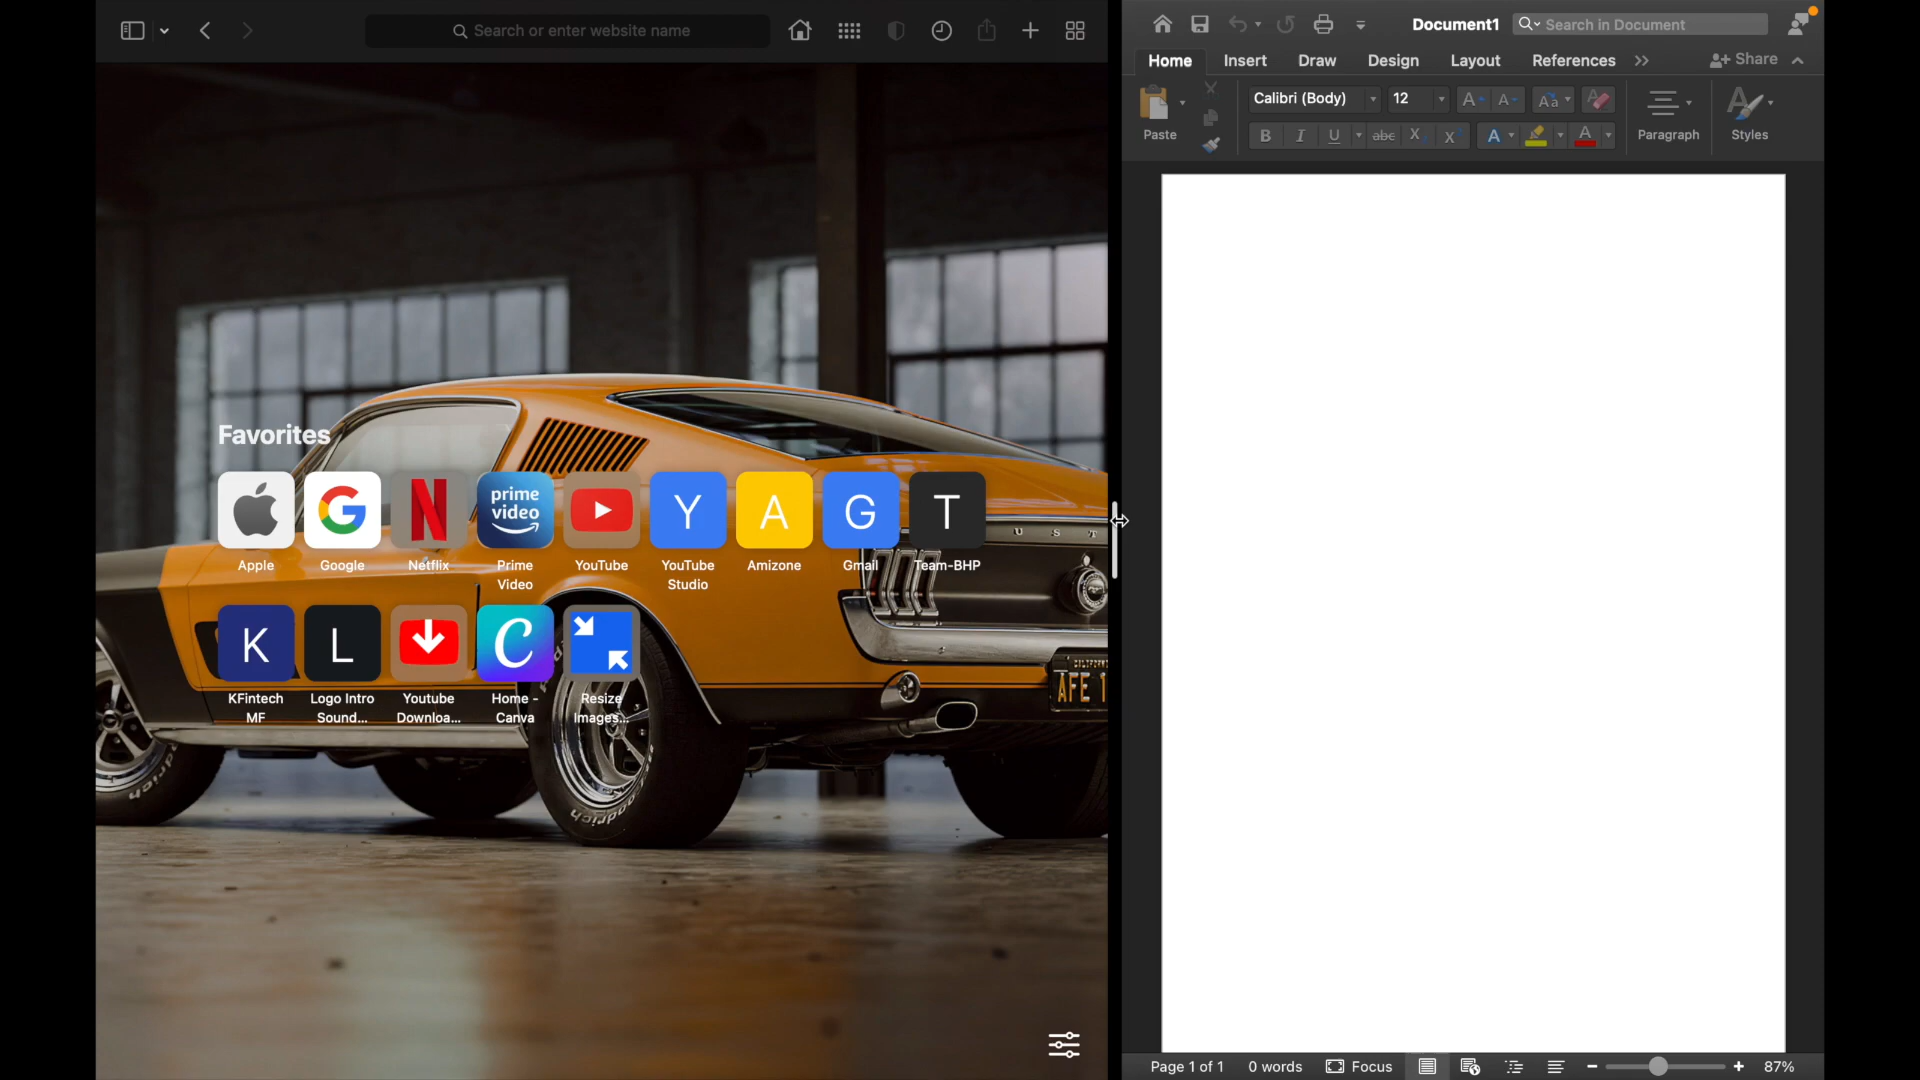 Search or enter website name
Favorites
Apple
Google
Netflix
prime
video
Prime
Video
YouTube
Y
YouTube
Studio
A
Amizone
G
Gmail
T
Team-BHP
K
KFintech
MF
L
Logo Intro
Sound...
Youtube
Downloa...
C
Home -
Canva
Resize
Images...
U S T
AFE 1
Document1
Search in Document
Home
Insert
Draw
Design
Layout
References
Share
Paste
Calibri (Body)
12
A
A
Aa
A
B
I
U
abc
X
X
A
A
Paragraph
Styles
Page 1 of 1
0 words
Focus
87%